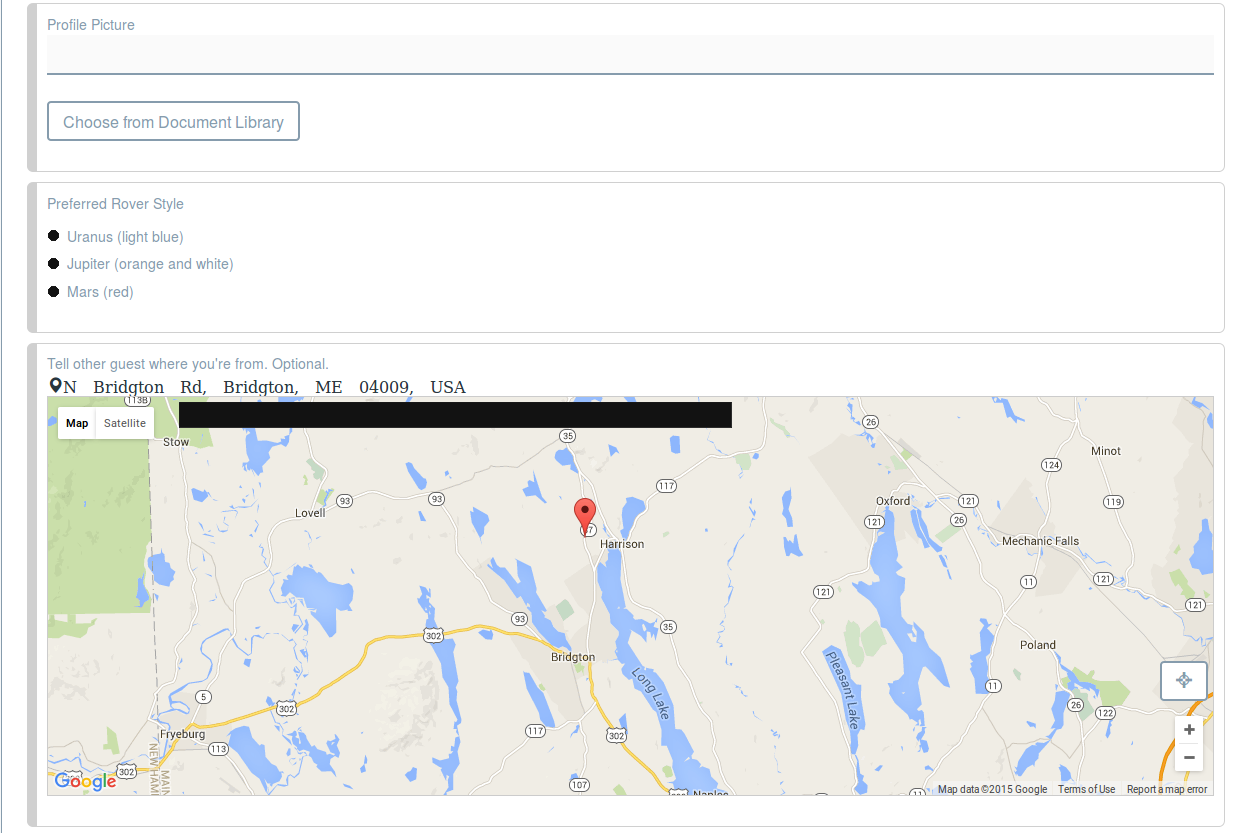 Profile Picture
Choose from Document Library
Preferred Rover Style
Uranus (light blue)
Jupiter (orange and white)
Mars (red)
Tell other guest where you're from. Optional.
N Bridgton Rd, Bridgton, ME 04009, USA
113B
Map Satellite
Stow
35
26
Minot
124
117
93
93
Lovell
Oxford
121
119
121
26
Harrison
Mechanic Falls
11
121
121
121
93
35
302
Poland
Bridgton
Pleasant Lake
Long Lake
11
5
302
26
122
Fryeburg
113
117
302
302
107
11
Google
Map data ©2015 Google Terms of Use Report a map error